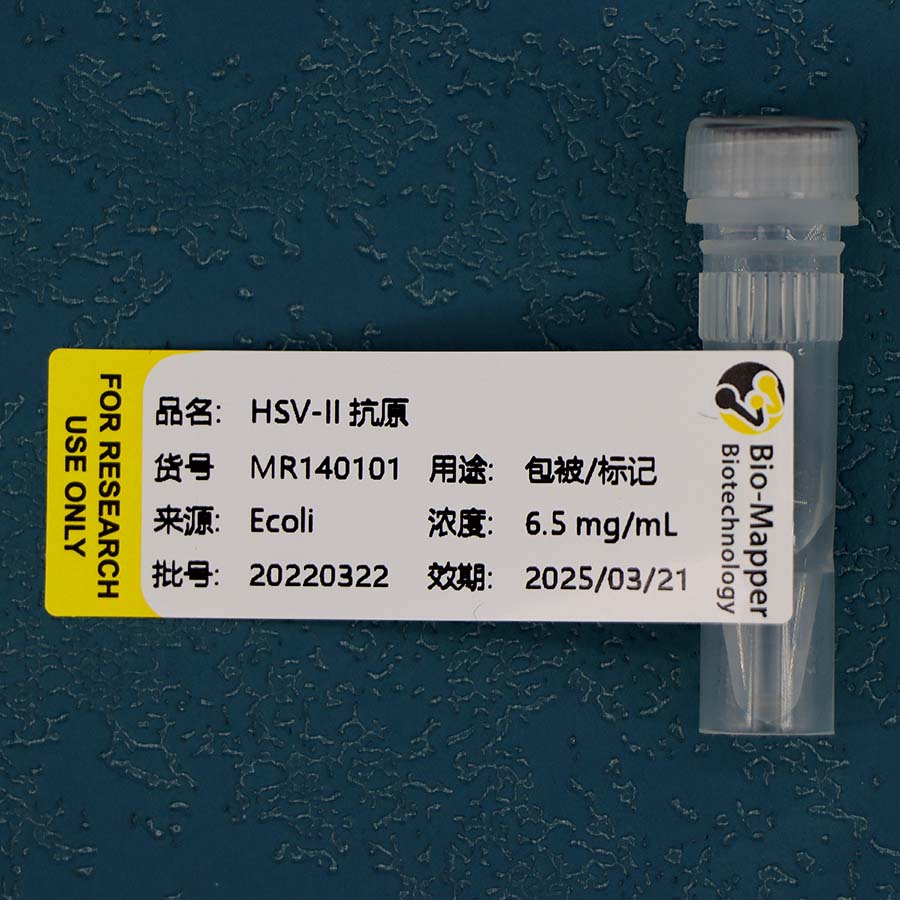 FOR RESEARCH
USE ONLY
品名: HSV-II 抗原
货号 MR140101 用途: 包被/标记
来源: Ecoli 浓度: 6.5 mg/mL
批号: 20220322 效期: 2025/03/21
Bio-Mapper
Biotechnology